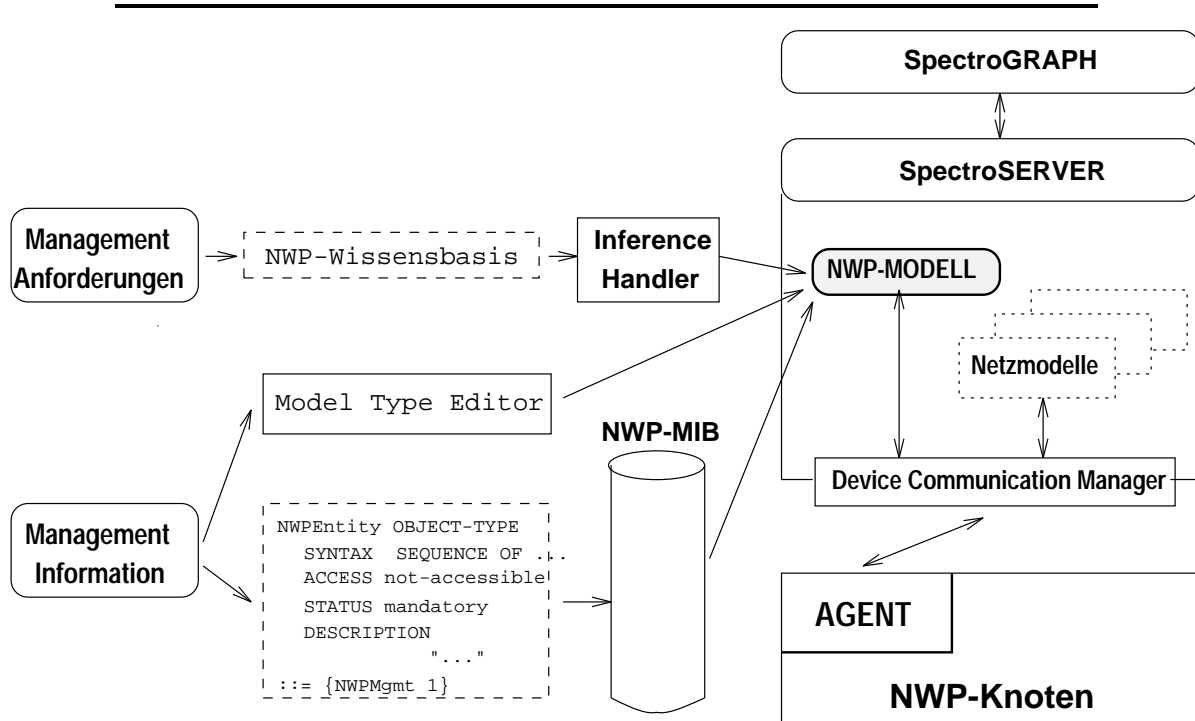 SpectroGRAPH
SpectroSERVER
Management
Anforderungen
NWP-Wissensbasis
Inference
Handler
NWP-MODELL
Netzmodelle
Model Type Editor
NWP-MIB
Device Communication Manager
Management
Information
NWPEntity OBJECT-TYPE
SYNTAX SEQUENCE OF ...
ACCESS not-accessible
STATUS mandatory
DESCRIPTION
"..."
::= {NWPMgmt 1}
AGENT
NWP-Knoten